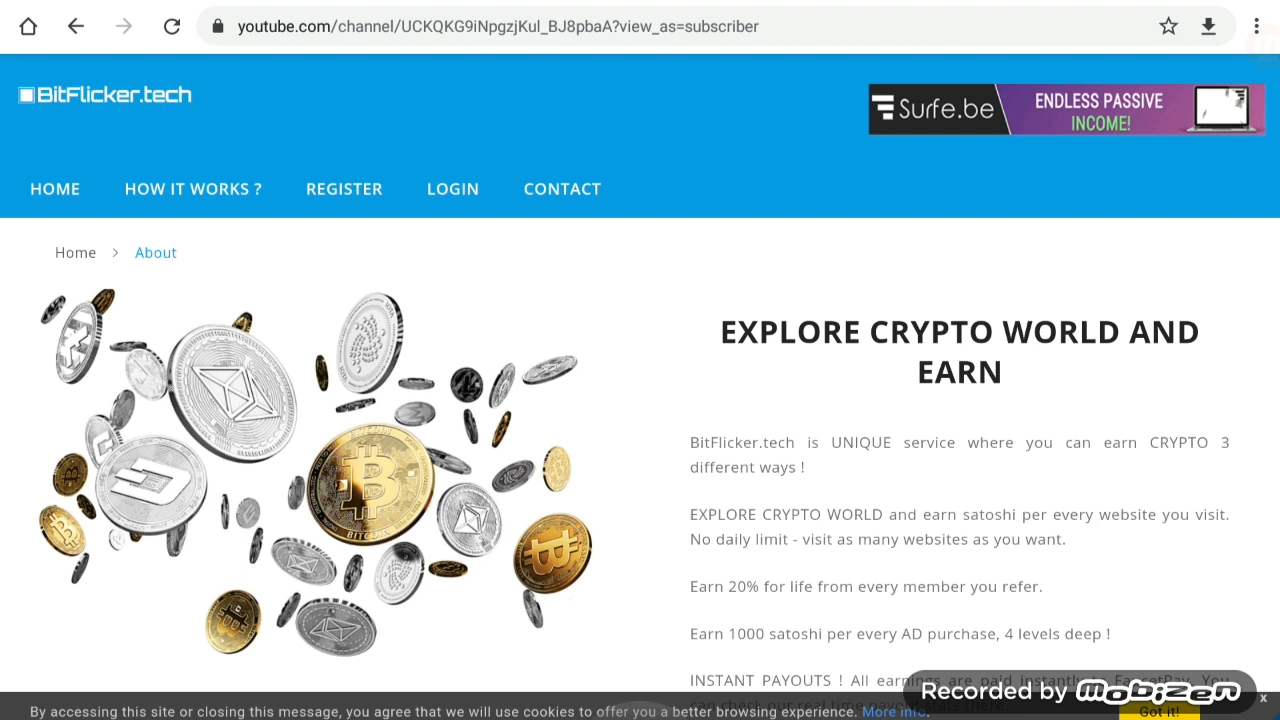 youtube.com/channel/UCKQKG9iNpgzjKul_BJ8pbaA?view_as=subscriber
BitFlicker.tech
Surfe.be
ENDLESS PASSIVE
INCOME!
HOME
HOW IT WORKS ?
REGISTER
LOGIN
CONTACT
Home > About
EXPLORE CRYPTO WORLD AND
EARN
BitFlicker.tech is UNIQUE service where you can earn CRYPTO 3
different ways !
EXPLORE CRYPTO WORLD and earn satoshi per every website you visit.
No daily limit - visit as many websites as you want.
Earn 20% for life from every member you refer.
Earn 1000 satoshi per every AD purchase, 4 levels deep !
INSTANT PAYOUTS ! All earnings are paid instantly to FaucetPay. You
Recorded by MOBIZEN
x
By accessing this site or closing this message, you agree that we will use cookies to offer you a better browsing experience. More info.
Got it!
BITCOIN